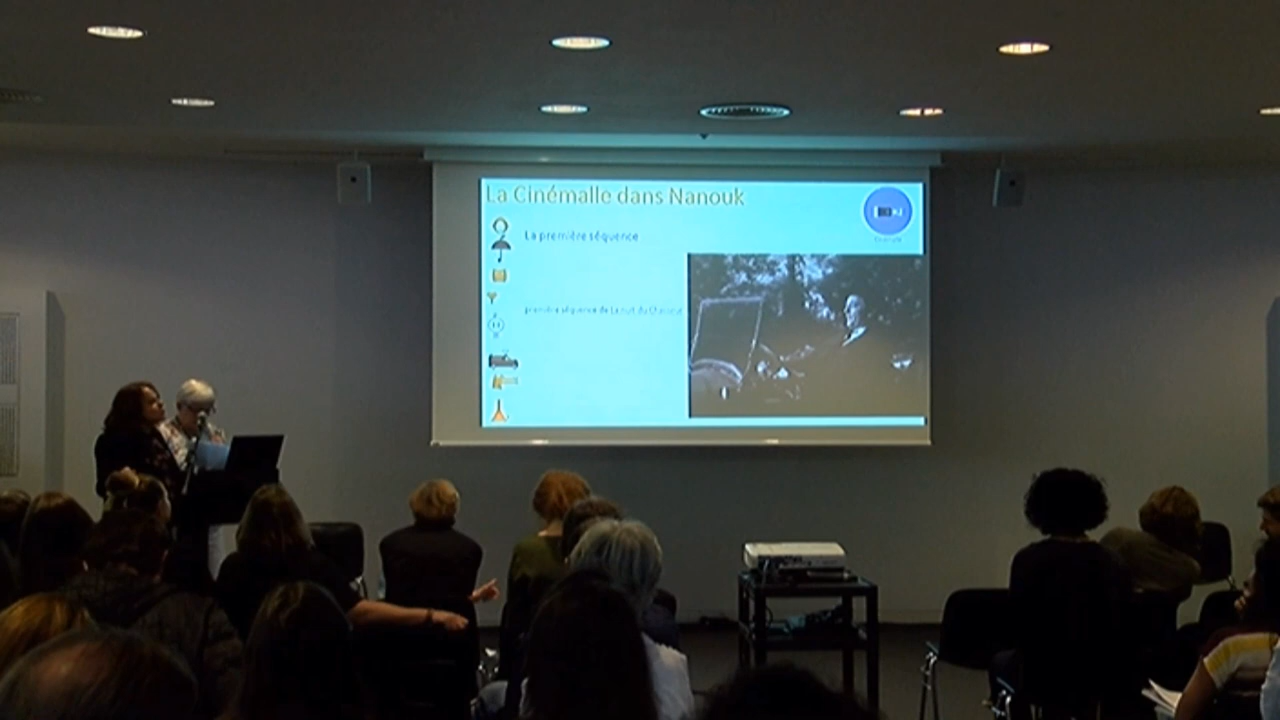 La Cinémalle dans Nanouk
La première séquence
première séquence de La nuit du Chasseur